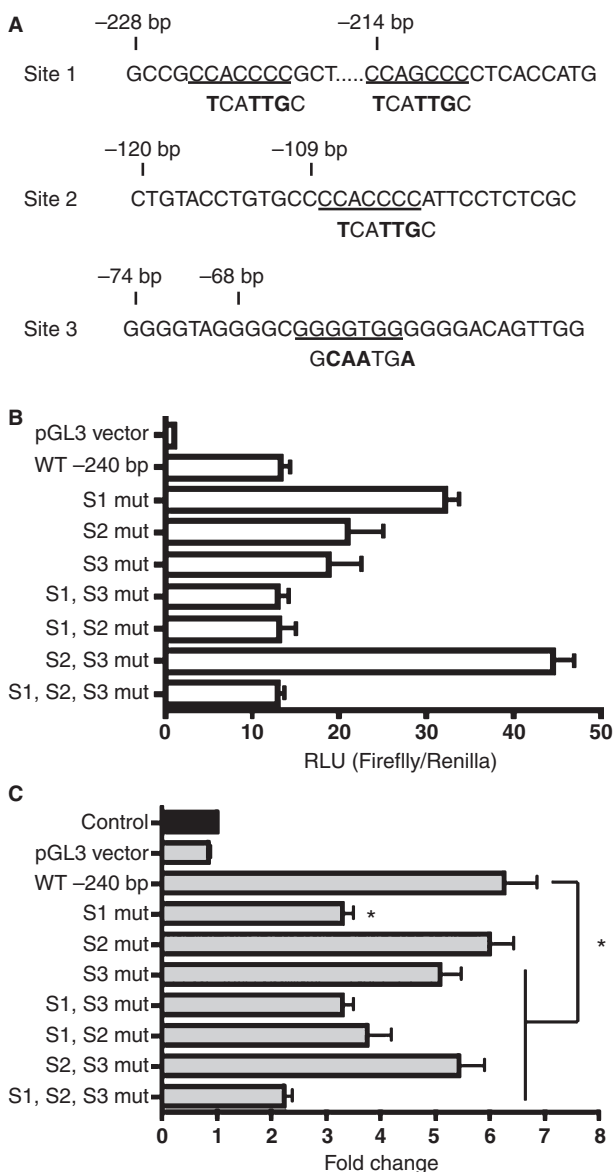 A
–228 bp –214 bp
Site 1 GCCGCCACCCCGCT.....CCAGCCCCTCACCATG
TCATTGC TCATTGC
–120 bp –109 bp
Site 2 CTGTACCTGTGCCCCACCCCATTCCTCTCGC
TCATTGC
–74 bp –68 bp
Site 3 GGGGTAGGGGCGGGGTGGGGGGACAGTTGG
GCAATGA
B
pGL3 vector
WT –240 bp
S1 mut
S2 mut
S3 mut
S1, S3 mut
S1, S2 mut
S2, S3 mut
S1, S2, S3 mut
0 10 20 30 40 50
RLU (Fireflly/Renilla)
C
Control
pGL3 vector
WT –240 bp
S1 mut *
S2 mut
*
S3 mut
S1, S3 mut
S1, S2 mut
S2, S3 mut
S1, S2, S3 mut
0 1 2 3 4 5 6 7 8
Fold change